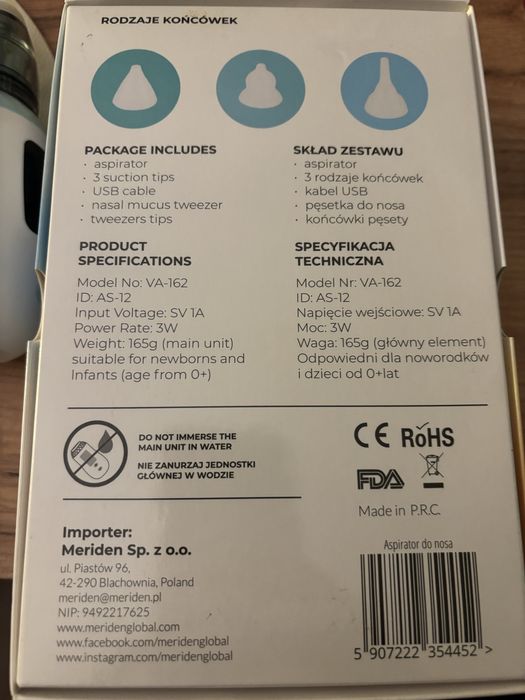 RODZAJE KOŃCÓWEK
PACKAGE INCLUDES
· aspirator
· 3 suction tips
· USB cable
· nasal mucus tweezer
· tweezers tips
SKŁAD ZESTAWU
· aspirator
· 3 rodzaje końcówek
· kabel USB
· pęsetka do nosa
· końcówki pęsety
PRODUCT
SPECIFICATIONS
Model No: VA-162
ID: AS-12
Input Voltage: 5V 1A
Power Rate: 3W
Weight: 165g (main unit)
suitable for newborns and
Infants (age from 0+)
SPECYFIKACJA
TECHNICZNA
Model Nr: VA-162
ID: AS-12
Napięcie wejściowe: 5V 1A
Moc: 3W
Waga: 165g (główny element)
Odpowiedni dla noworodków
i dzieci od 0+lat
DO NOT IMMERSE THE
MAIN UNIT IN WATER
NIE ZANURZAJ JEDNOSTKI
GŁÓWNEJ W WODZIE
CE RoHS
FDA
Made in P.R.C.
Importer:
Meriden Sp. z o.o.
ul. Piastów 96,
42-290 Blachownia, Poland
meriden@meriden.pl
NIP: 9492217625
www.meridenglobal.com
www.facebook.com/meridenglobal
www.instagram.com/meridenglobal
Aspirator do nosa
5 907222 354452 >